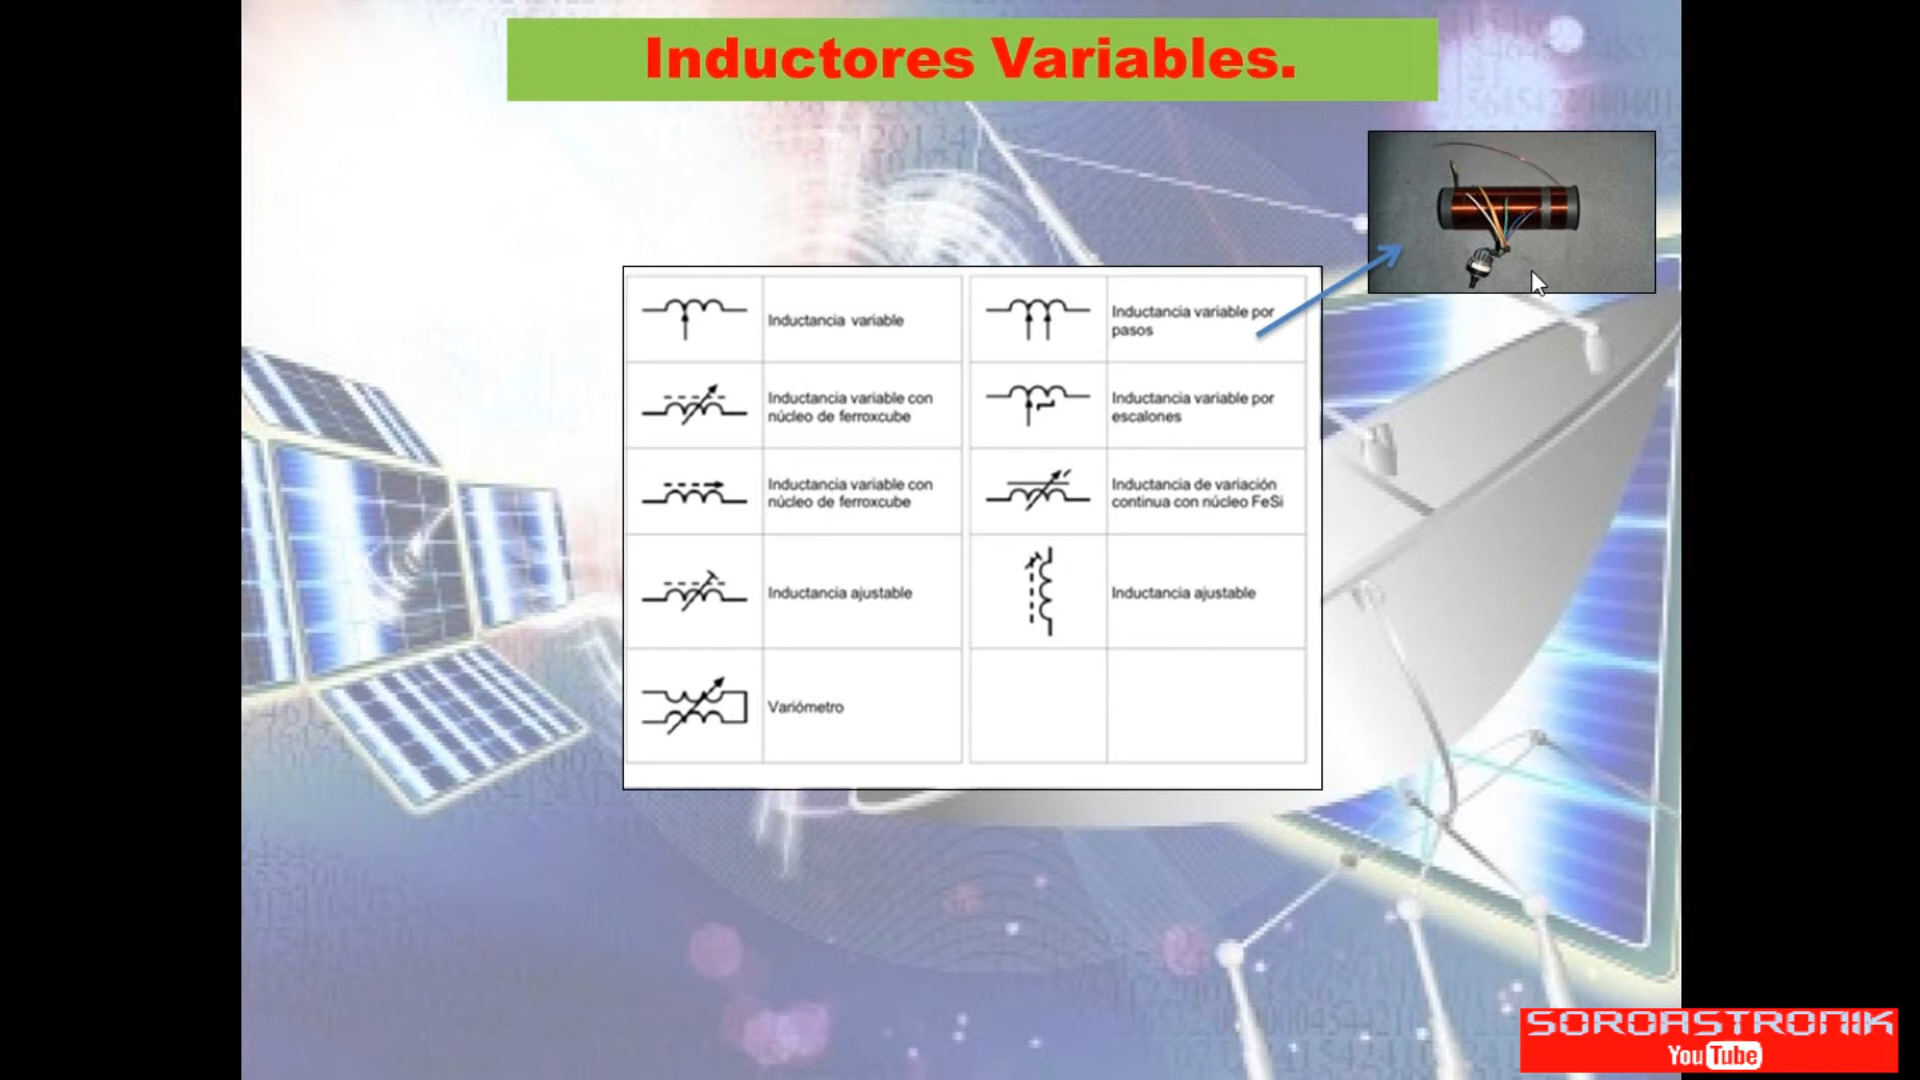 Inductores Variables.
Inductancia variable
Inductancia variable por
pasos
Inductancia variable con
núcleo de ferroxcube
Inductancia variable por
escalones
Inductancia variable con
núcleo de ferroxcube
Inductancia de variación
continua con núcleo FeSi
Inductancia ajustable
Inductancia ajustable
Variómetro
SOROASTRONIK
YouTube